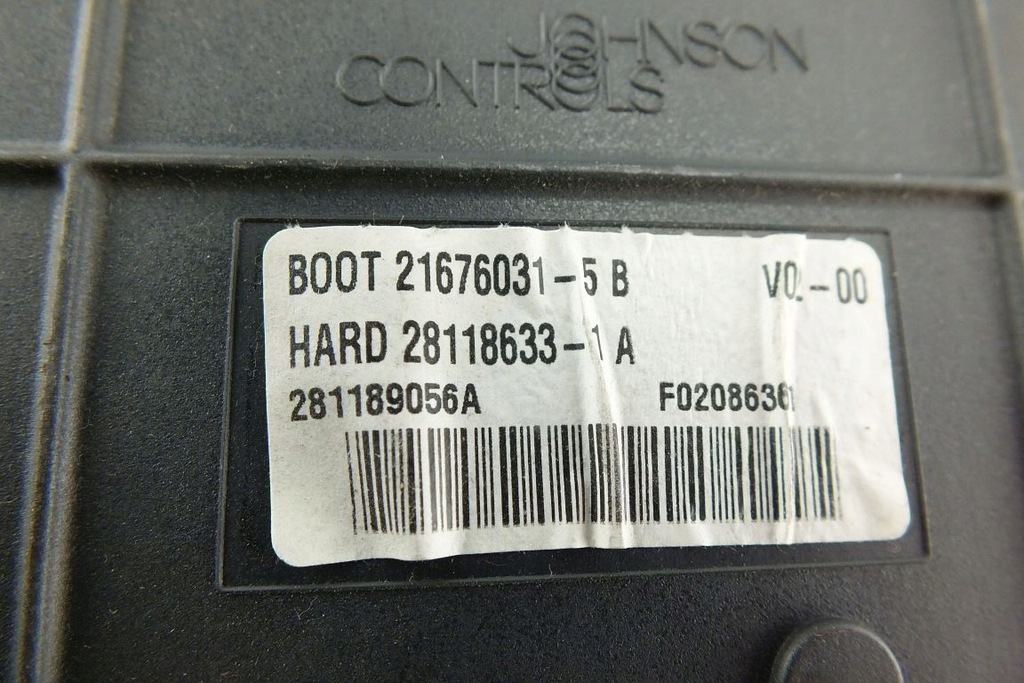 JOHNSON
CONTROLS
BOOT 21676031-5 B
HARD 28118633-1 A
281189056A